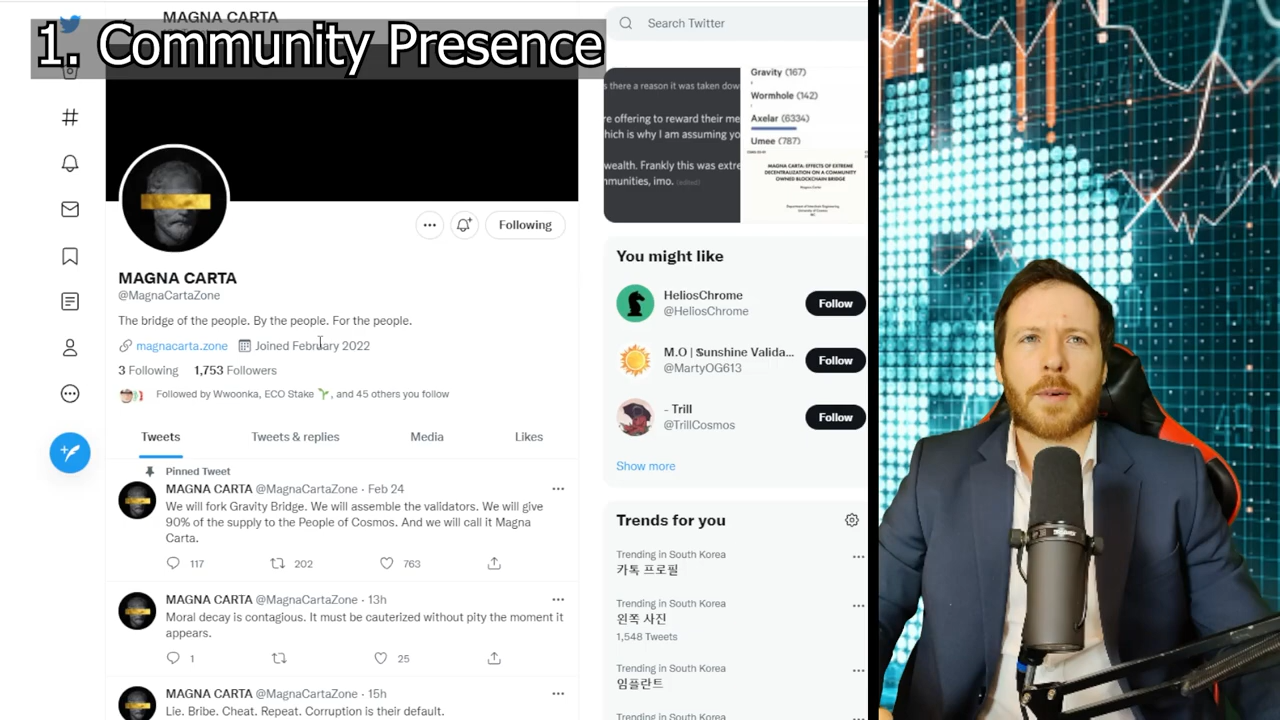 MAGNA CARTA
1. Community Presence
Search Twitter
Following
MAGNA CARTA
@MagnaCartaZone
The bridge of the people. By the people. For the people.
magnacarta.zone Joined February 2022
3 Following 1,753 Followers
Followed by Wwoonka, ECO Stake, and 45 others you follow
Tweets Tweets & replies Media Likes
Pinned Tweet
MAGNA CARTA @MagnaCartaZone · Feb 24
We will fork Gravity Bridge. We will assemble the validators. We will give
90% of the supply to the People of Cosmos. And we will call it Magna
Carta.
117 202 763
MAGNA CARTA @MagnaCartaZone · 13h
Moral decay is contagious. It must be cauterized without pity the moment it
appears.
1 25
MAGNA CARTA @MagnaCartaZone · 15h
Lie. Bribe. Cheat. Repeat. Corruption is their default.
s there a reason it was taken dow
re offering to reward their me
hich is why I am assuming yo
wealth. Frankly this was extre
munities, imo. (edited)
Gravity (167)
Wormhole (142)
Axelar (6334)
Umee (787)
MAGNA CARTA: EFFECTS OF EXTREME
DECENTRALIZATION ON A COMMUNITY
OWNED BLOCKCHAIN BRIDGE
You might like
HeliosChrome
@HeliosChrome
Follow
M.O | Sunshine Valida...
@MartyOG613
Follow
- Trill
@TrillCosmos
Follow
Show more
Trends for you
Trending in South Korea
카톡 프로필
Trending in South Korea
왼쪽 사진
1,548 Tweets
Trending in South Korea
임플란트
Trending in South Korea